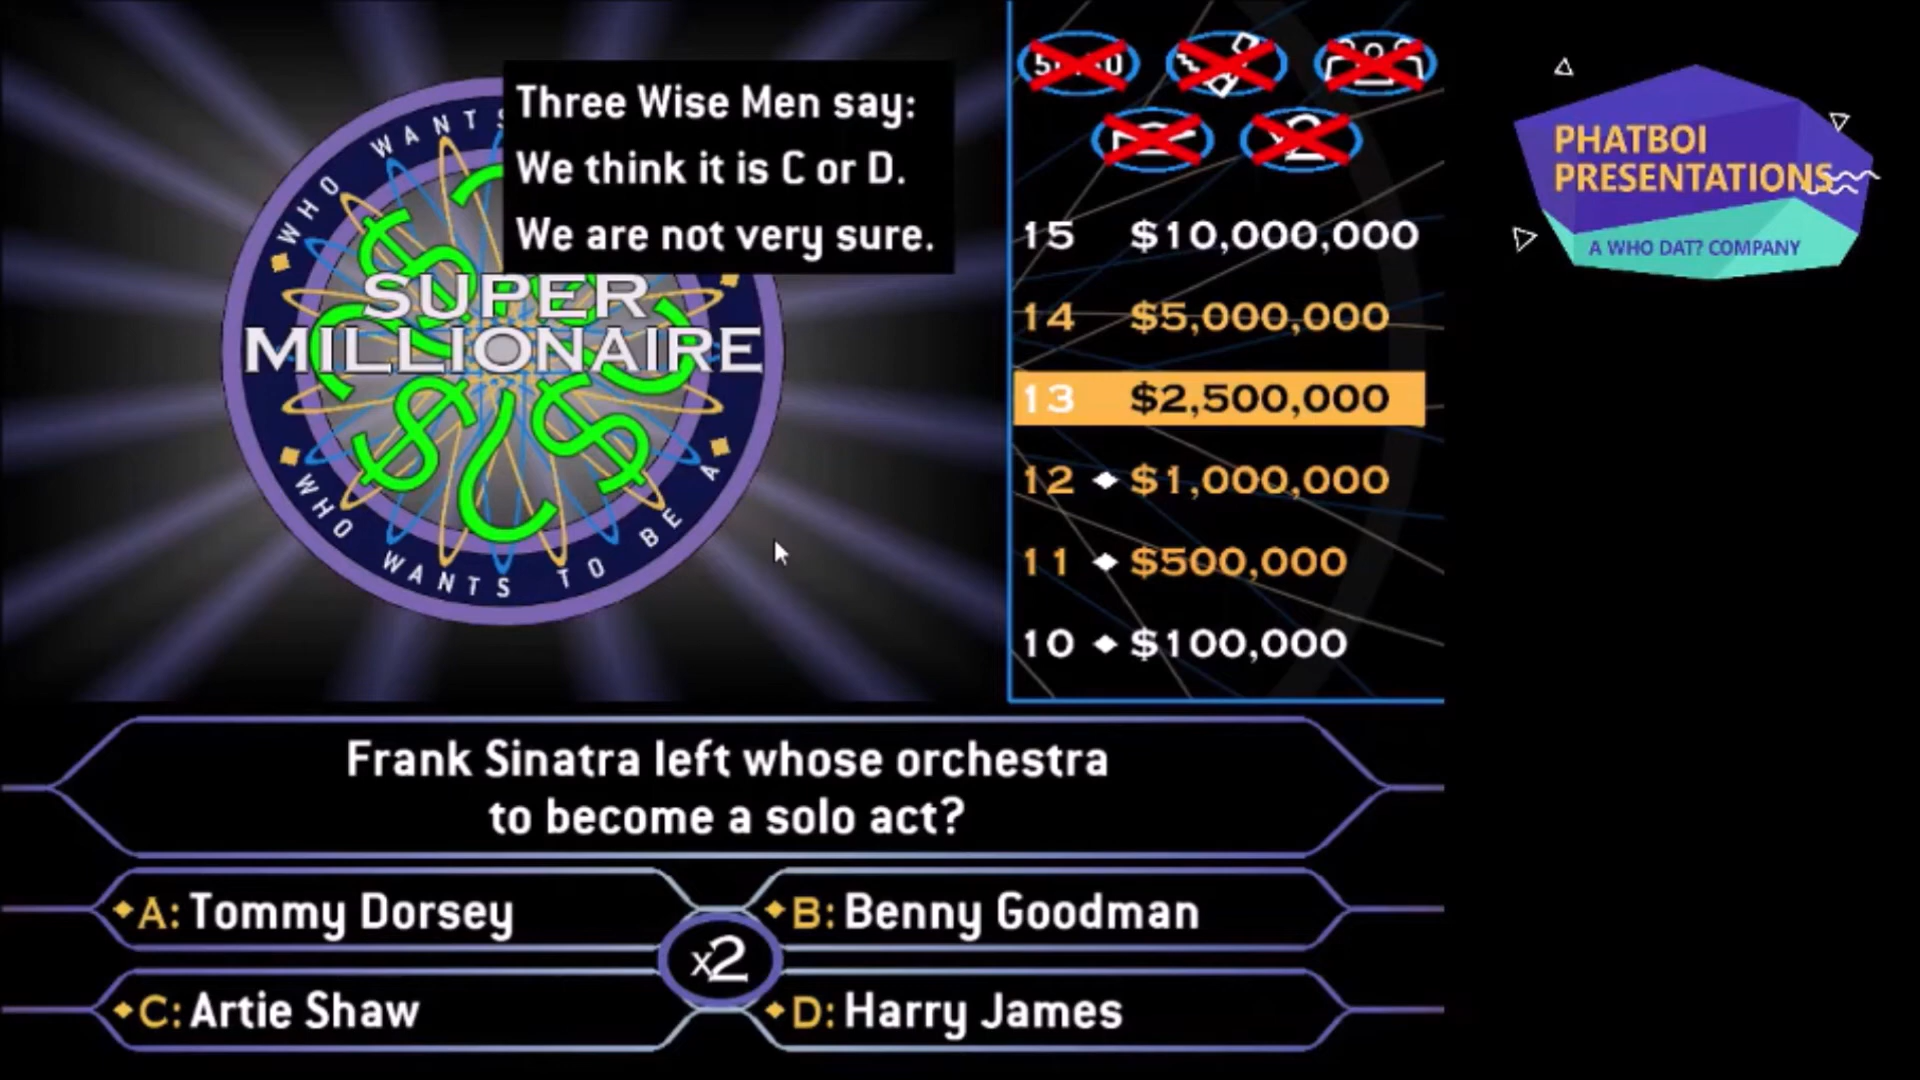 Three Wise Men say:
We think it is C or D.
We are not very sure.
WHO WANTS
SUPER
MILLIONAIRE
WHO WANTS TO BE A
15 $10,000,000
14 $5,000,000
13 $2,500,000
12 $1,000,000
11 $500,000
10 $100,000
PHATBOI
PRESENTATIONS
A WHO DAT? COMPANY
Frank Sinatra left whose orchestra
to become a solo act?
A: Tommy Dorsey
B: Benny Goodman
x2
C: Artie Shaw
D: Harry James